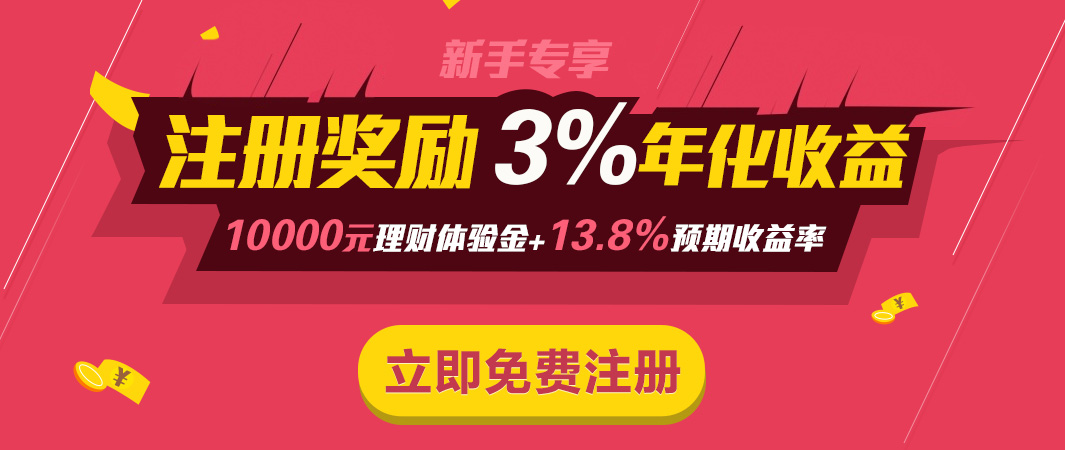 新手专享
注册奖励 3%年化收益
10000元理财体验金+13.8%预期收益率
¥
¥
立即免费注册